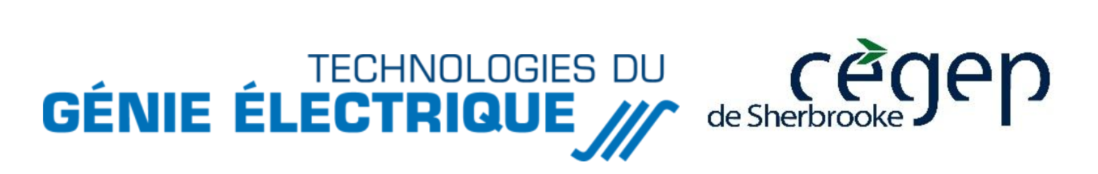 TECHNOLOGIES DU
GÉNIE ÉLECTRIQUE
cégep
de Sherbrooke